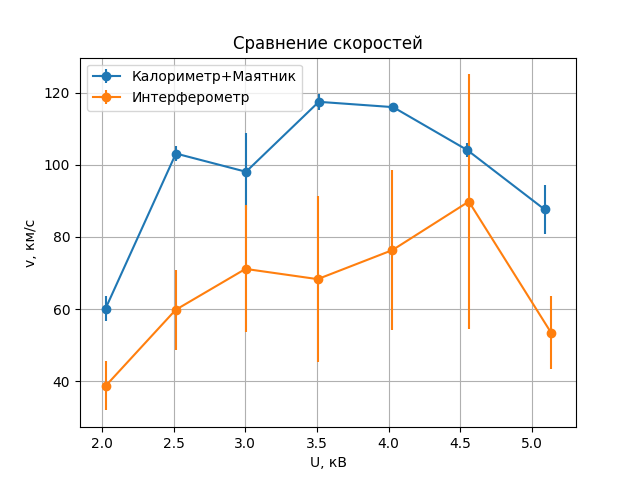 Сравнение скоростей
Калориметр+Маятник
Интерферометр
v, км/с
120
100
80
60
40
2.0 2.5 3.0 3.5 4.0 4.5 5.0
U, кВ